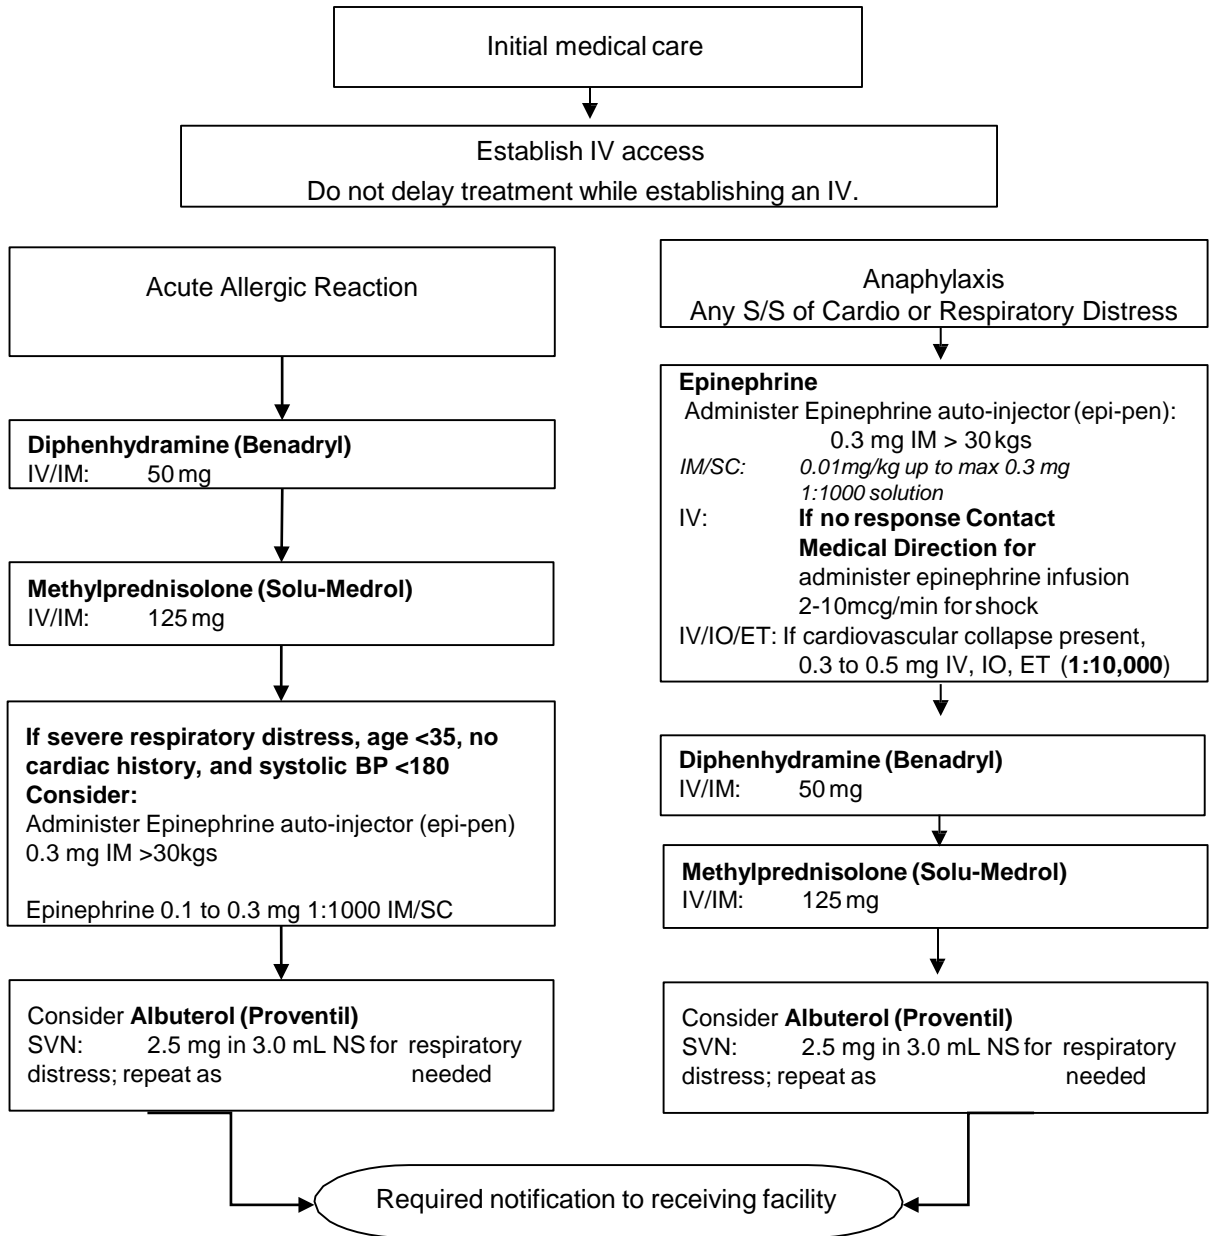 Initial medical care
Establish IV access
Do not delay treatment while establishing an IV.
Acute Allergic Reaction
Diphenhydramine (Benadryl)
IV/IM: 50 mg
Methylprednisolone (Solu-Medrol)
IV/IM: 125 mg
If severe respiratory distress, age <35, no
cardiac history, and systolic BP <180
Consider:
Administer Epinephrine auto-injector (epi-pen)
0.3 mg IM >30kgs
Epinephrine 0.1 to 0.3 mg 1:1000 IM/SC
Consider Albuterol (Proventil)
SVN: 2.5 mg in 3.0 mL NS for respiratory
distress; repeat as needed
Anaphylaxis
Any S/S of Cardio or Respiratory Distress
Epinephrine
Administer Epinephrine auto-injector (epi-pen):
0.3 mg IM > 30 kgs
IM/SC: 0.01mg/kg up to max 0.3 mg
1:1000 solution
IV: If no response Contact
Medical Direction for
administer epinephrine infusion
2-10mcg/min for shock
IV/IO/ET: If cardiovascular collapse present,
0.3 to 0.5 mg IV, IO, ET (1:10,000)
Diphenhydramine (Benadryl)
IV/IM: 50 mg
Methylprednisolone (Solu-Medrol)
IV/IM: 125 mg
Consider Albuterol (Proventil)
SVN: 2.5 mg in 3.0 mL NS for respiratory
distress; repeat as needed
Required notification to receiving facility